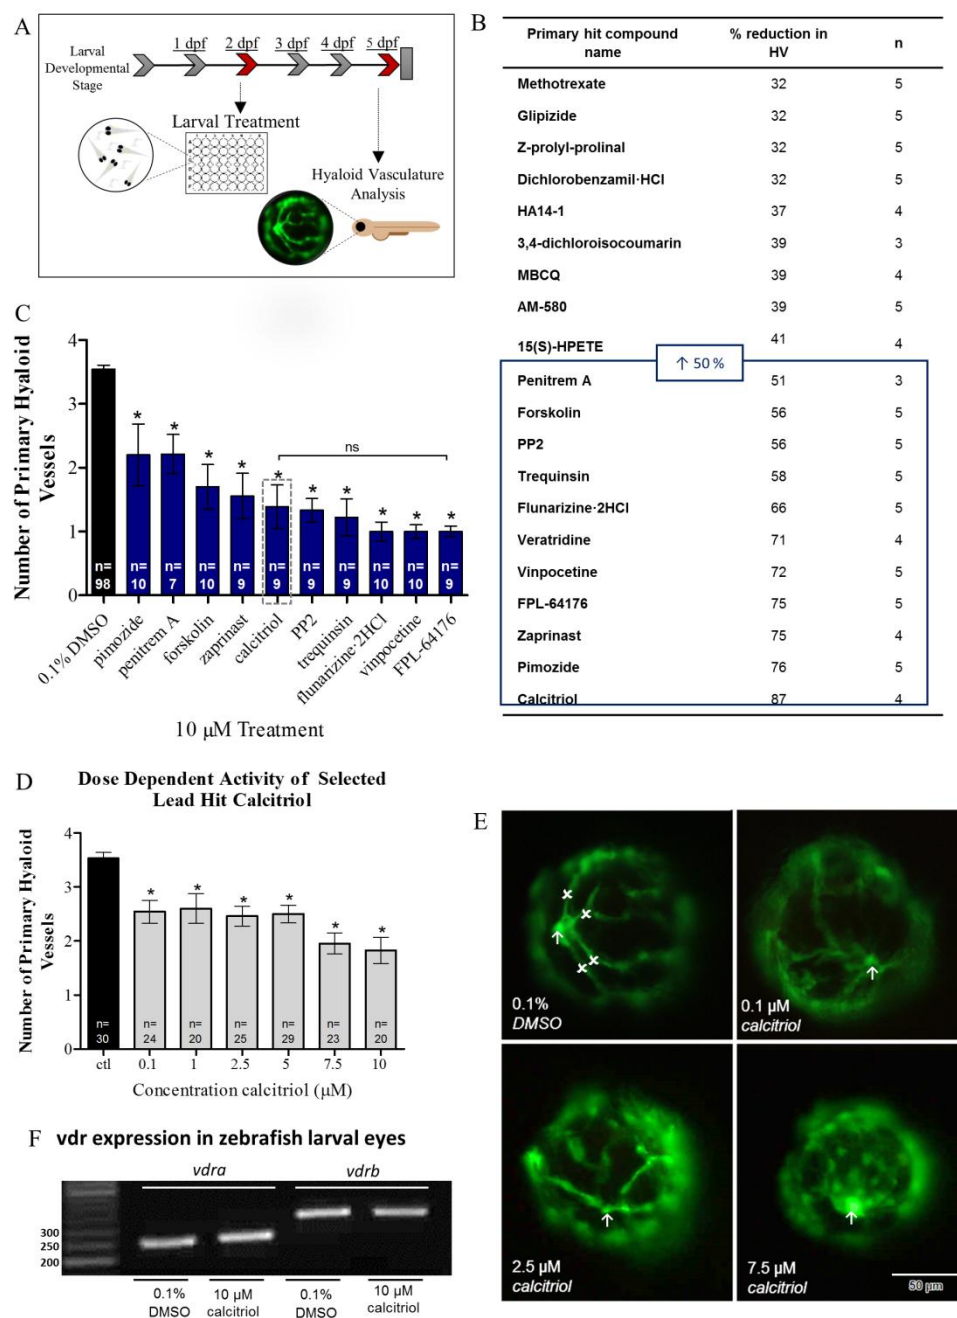 A
1 dpf 2 dpf 3 dpf 4 dpf 5 dpf
Larval
Developmental
Stage
Larval Treatment
Hyaloid Vasculature
Analysis
B
Primary hit compound name % reduction in HV n
Methotrexate 32 5
Glipizide 32 5
Z-prolyl-prolinal 32 5
Dichlorobenzamil·HCl 32 5
HA14-1 37 4
3,4-dichloroisocoumarin 39 3
MBCQ 39 4
AM-580 39 5
15(S)-HPETE 41 4
↑ 50 %
Penitrem A 51 3
Forskolin 56 5
PP2 56 5
Trequinsin 58 5
Flunarizine·2HCl 66 5
Veratridine 71 4
Vinpocetine 72 5
FPL-64176 75 5
Zaprinast 75 4
Pimozide 76 5
Calcitriol 87 4
C
Number of Primary Hyaloid
Vessels
4
3
2
1
0
* * * * * * * * * *
ns
n= n= n= n= n= n= n= n= n= n= n=
98 10 7 10 9 9 9 9 10 10 9
0.1% DMSO
pimozide
penitrem A
forskolin
zaprinast
calcitriol
PP2
trequinsin
flunarizine·2HCl
vinpocetine
FPL-64176
10 μM Treatment
D
Dose Dependent Activity of Selected
Lead Hit Calcitriol
Number of Primary Hyaloid
Vessels
4
3
2
1
0
* * * * * *
n= n= n= n= n= n= n=
30 24 20 25 29 23 20
ctl 0.1 1 2.5 5 7.5 10
Concentration calcitriol (μM)
E
0.1%
DMSO
0.1 μM
calcitriol
2.5 μM
calcitriol
7.5 μM
calcitriol
50 μm
F vdr expression in zebrafish larval eyes
vdra vdrb
300
250
200
0.1%
DMSO
10 μM
calcitriol
0.1%
DMSO
10 μM
calcitriol